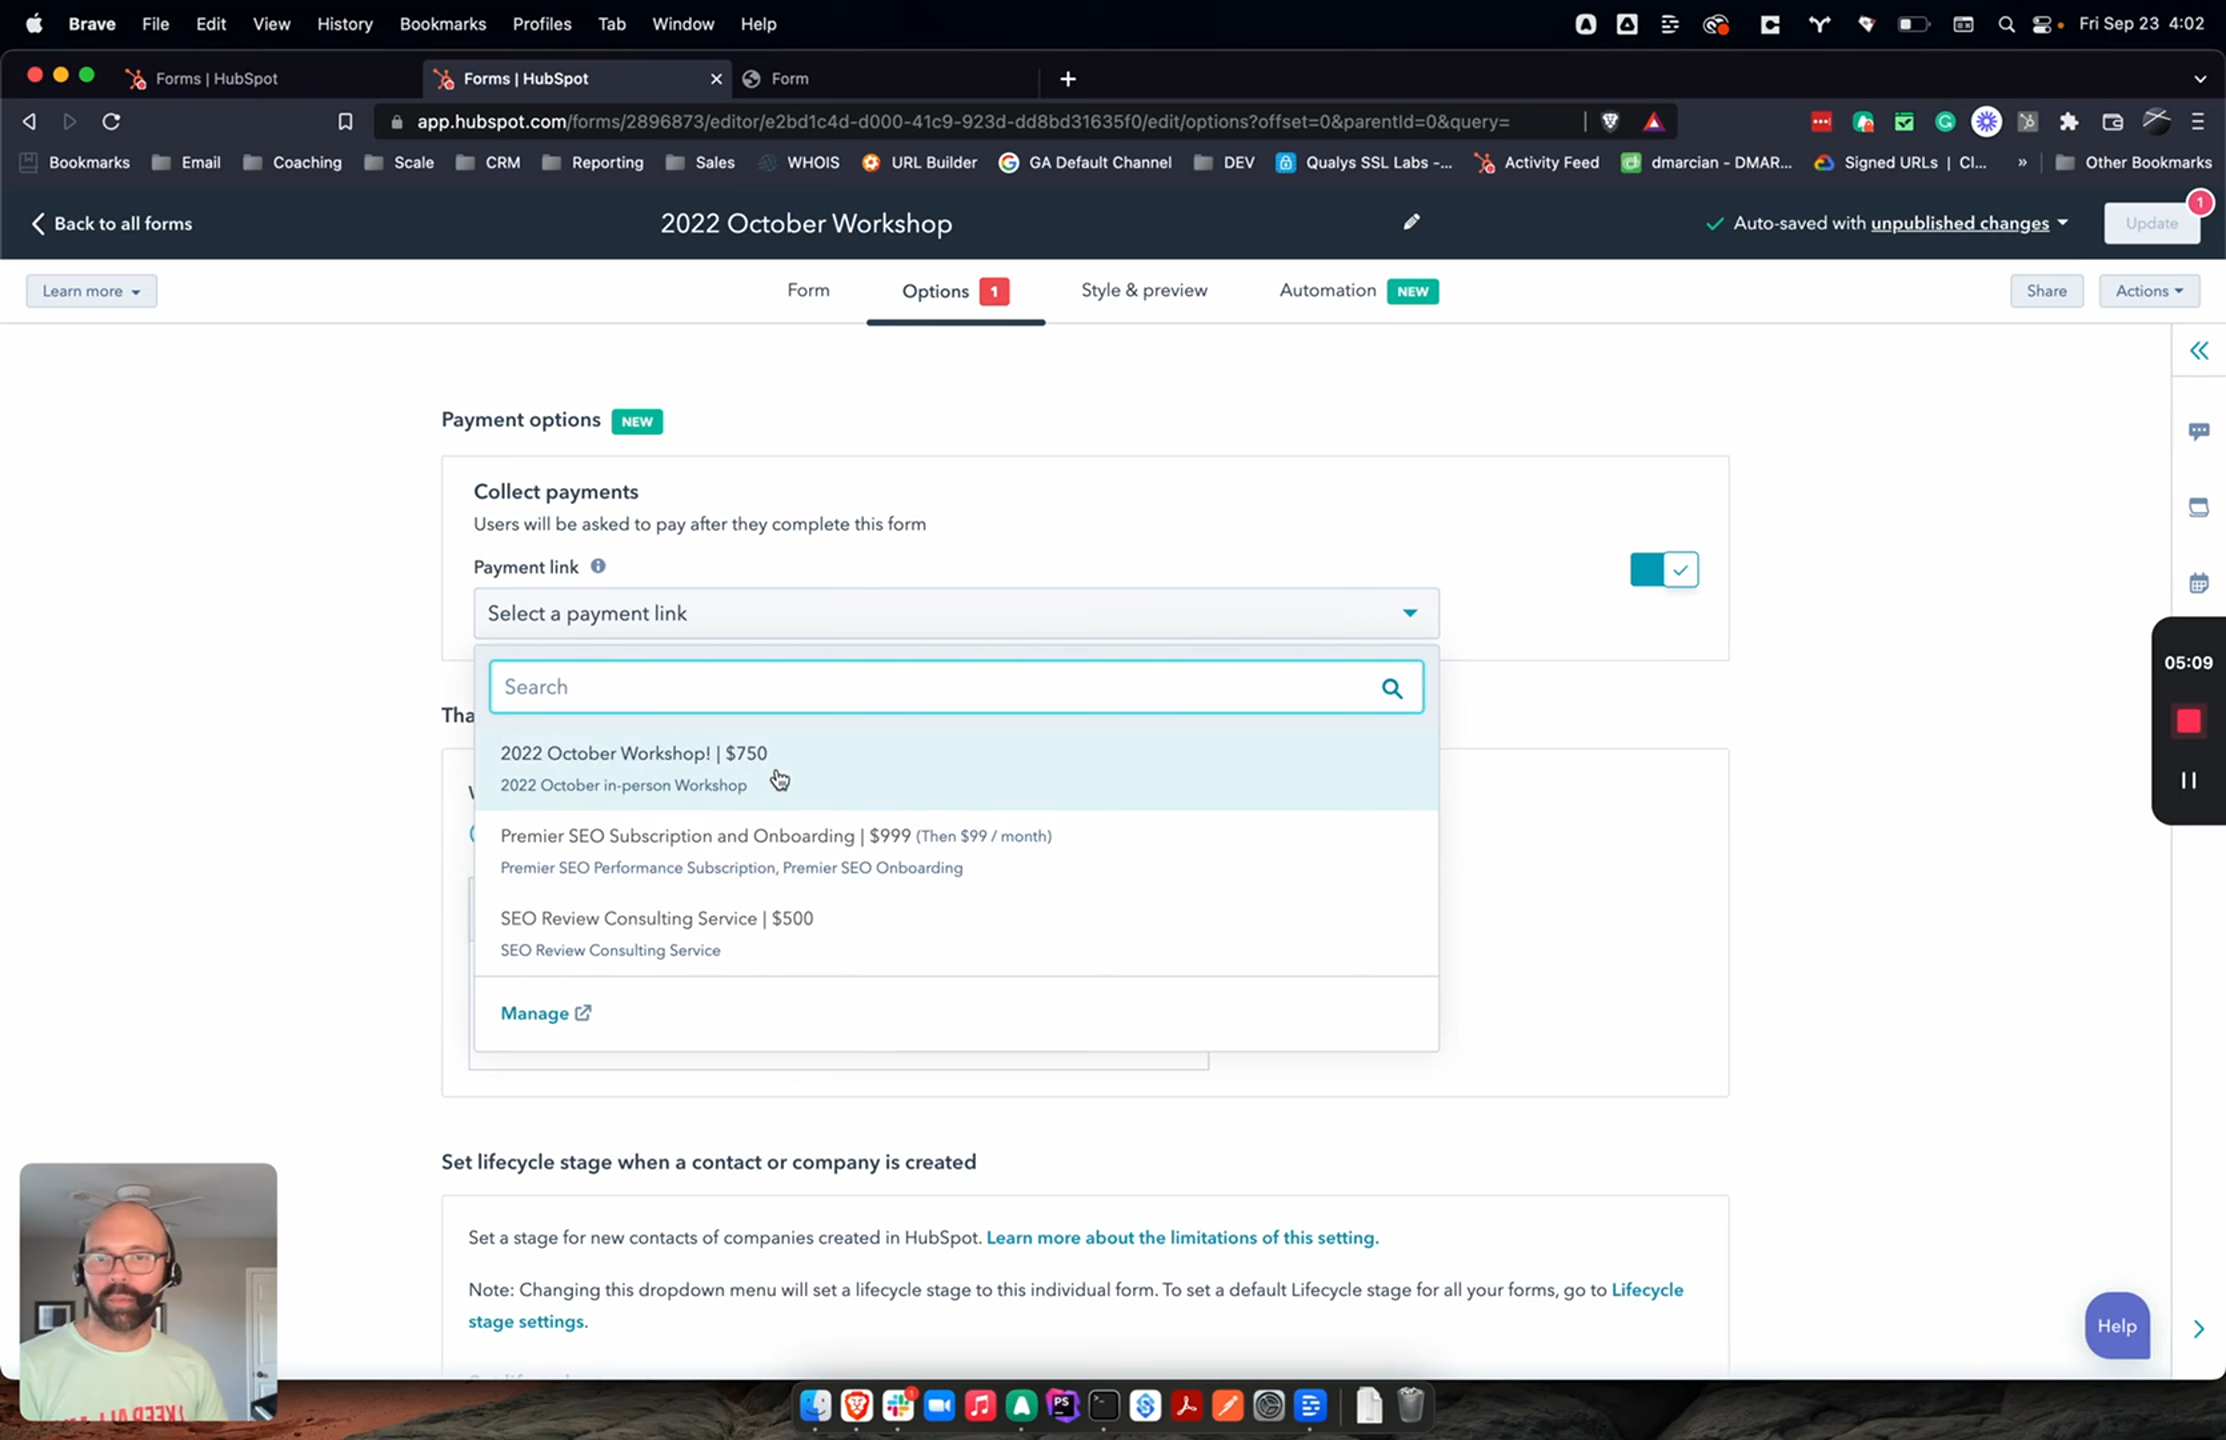 Brave File Edit View History Bookmarks Profiles Tab Window Help Fri Sep 23 4:02
Forms | HubSpot
Forms | HubSpot
Form
app.hubspot.com/forms/2896873/editor/e2bd1c4d-d000-41c9-923d-dd8bd31635f0/edit/options?offset=0&parentId=0&query=
Bookmarks Email Coaching Scale CRM Reporting Sales WHOIS URL Builder GA Default Channel DEV Qualys SSL Labs -... Activity Feed dmarcian - DMAR... Signed URLs | Cl... » Other Bookmarks
Back to all forms
2022 October Workshop
Auto-saved with unpublished changes
Update
1
Learn more
Form
Options 1
Style & preview
Automation NEW
Share
Actions
Payment options NEW
Collect payments
Users will be asked to pay after they complete this form
Payment link
Select a payment link
Search
Tha
2022 October Workshop! | $750
2022 October in-person Workshop
Premier SEO Subscription and Onboarding | $999 (Then $99 / month)
Premier SEO Performance Subscription, Premier SEO Onboarding
SEO Review Consulting Service | $500
SEO Review Consulting Service
Manage
05:09
Set lifecycle stage when a contact or company is created
Set a stage for new contacts of companies created in HubSpot. Learn more about the limitations of this setting.
Note: Changing this dropdown menu will set a lifecycle stage to this individual form. To set a default Lifecycle stage for all your forms, go to Lifecycle
stage settings.
Help
PS